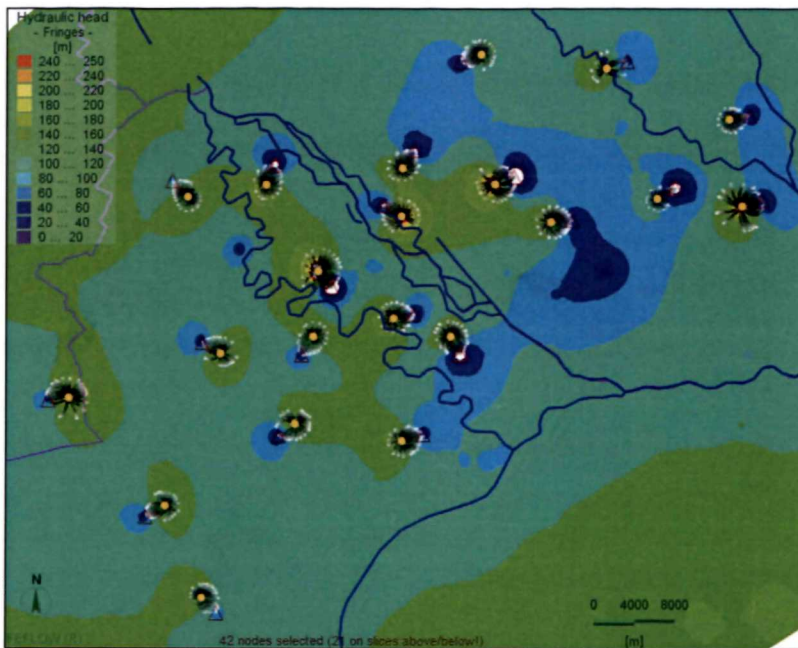 Hydraulic head
- Fringes -
[m]
240 ... 250
220 ... 240
200 ... 220
180 ... 200
160 ... 180
140 ... 160
120 ... 140
100 ... 120
80 ... 100
60 ... 80
40 ... 60
20 ... 40
0 ... 20
N
FEFLOW (R)
42 nodes selected (21 on slices above/below!)
0 4000 8000
[m]